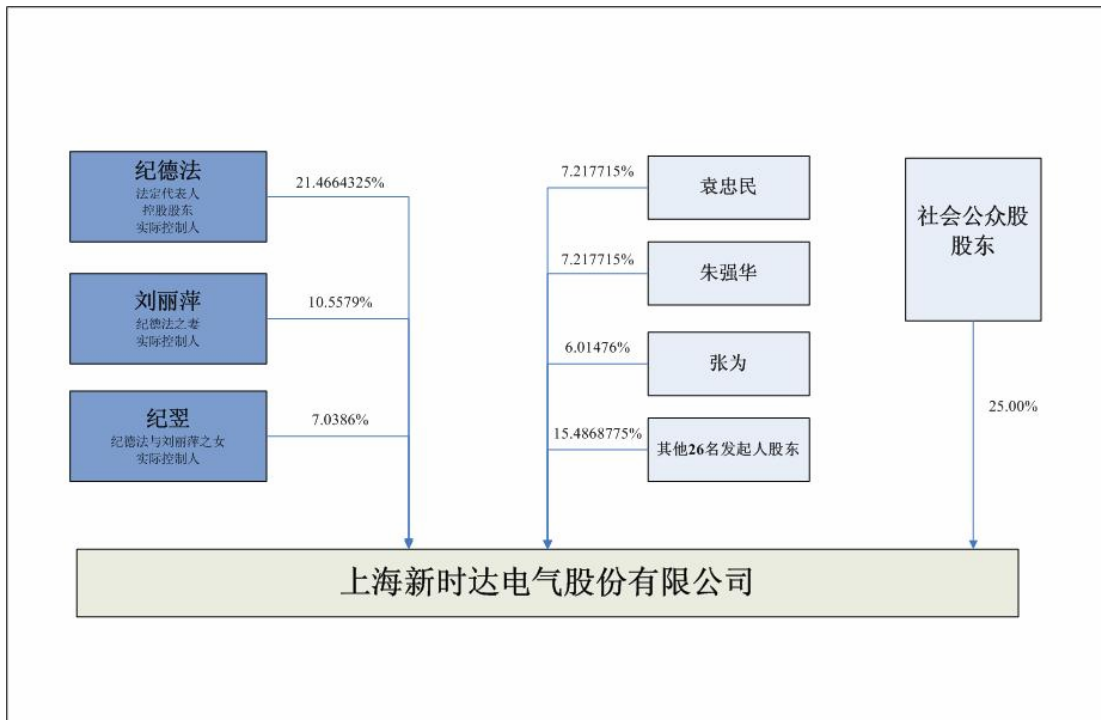 纪德法
法定代表人
控股股东
实际控制人
21.4664325%
刘丽萍
纪德法之妻
实际控制人
10.5579%
纪翌
纪德法与刘丽萍之女
实际控制人
7.0386%
7.217715%
袁忠民
7.217715%
朱强华
6.01476%
张为
15.4868775%
其他26名发起人股东
社会公众股
股东
25.00%
上海新时达电气股份有限公司